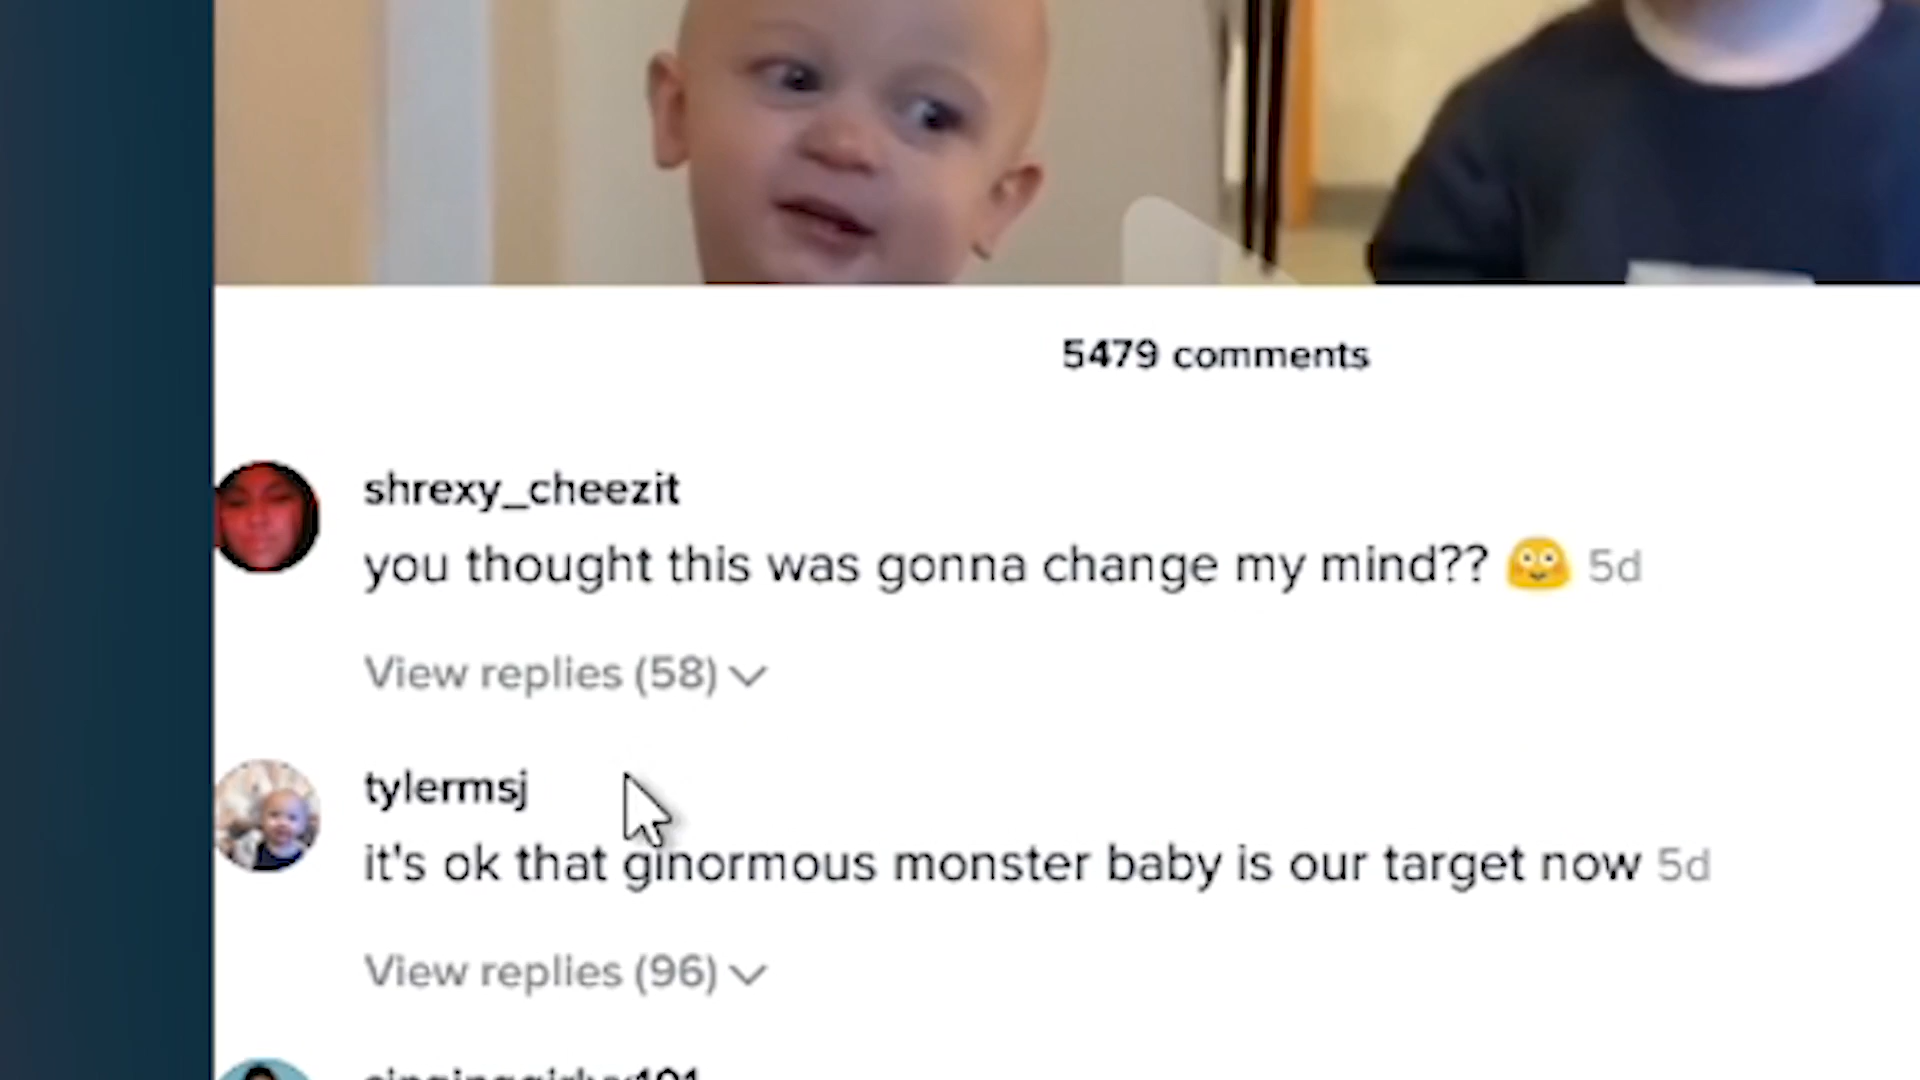 5479 comments
shrexy_cheezit
you thought this was gonna change my mind?? 5d
View replies (58)
tylermsj
it's ok that ginormous monster baby is our target now 5d
View replies (96)